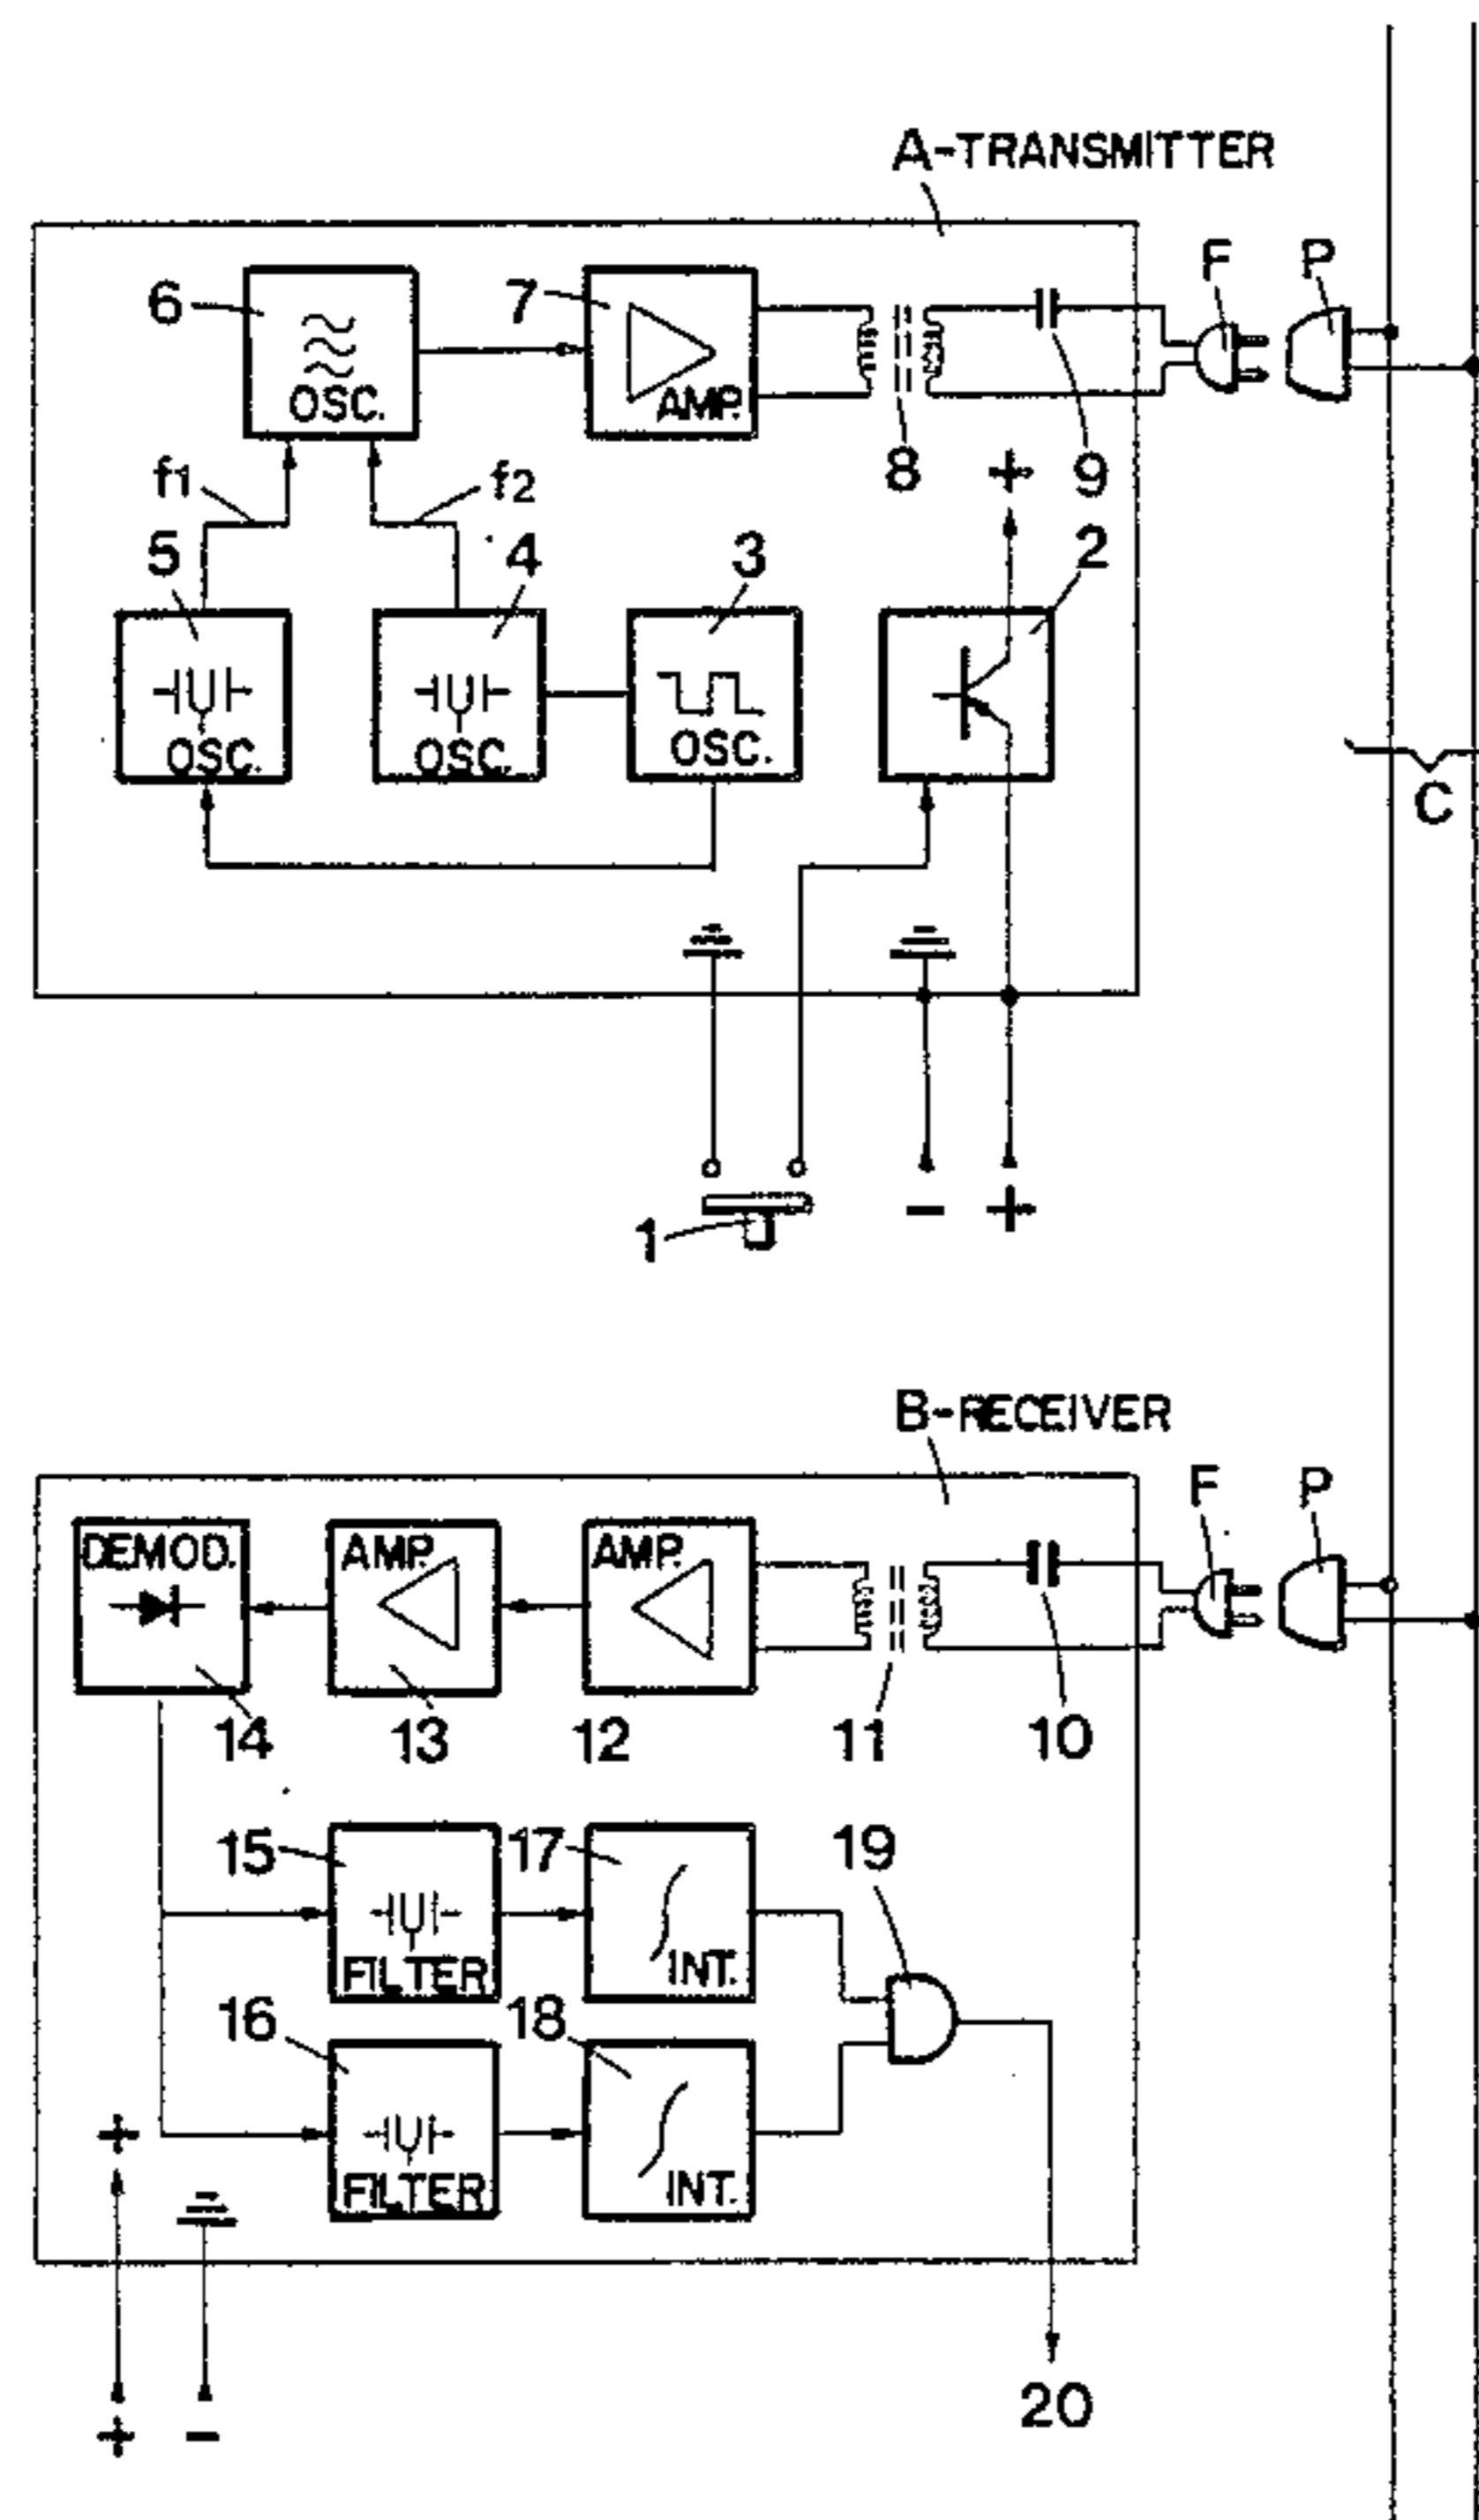 A-TRANSMITTER
F P
6 7
OSC. AMP.
f1 f2 8 + 9
5 4 3 2
OSC. OSC. OSC.
C
1 - +
B-RECEIVER
F P
DEMOD. AMP. AMP.
14 13 12 11 10
15 17 19
FILTER INT.
16 18
+
FILTER INT.
20
+ -